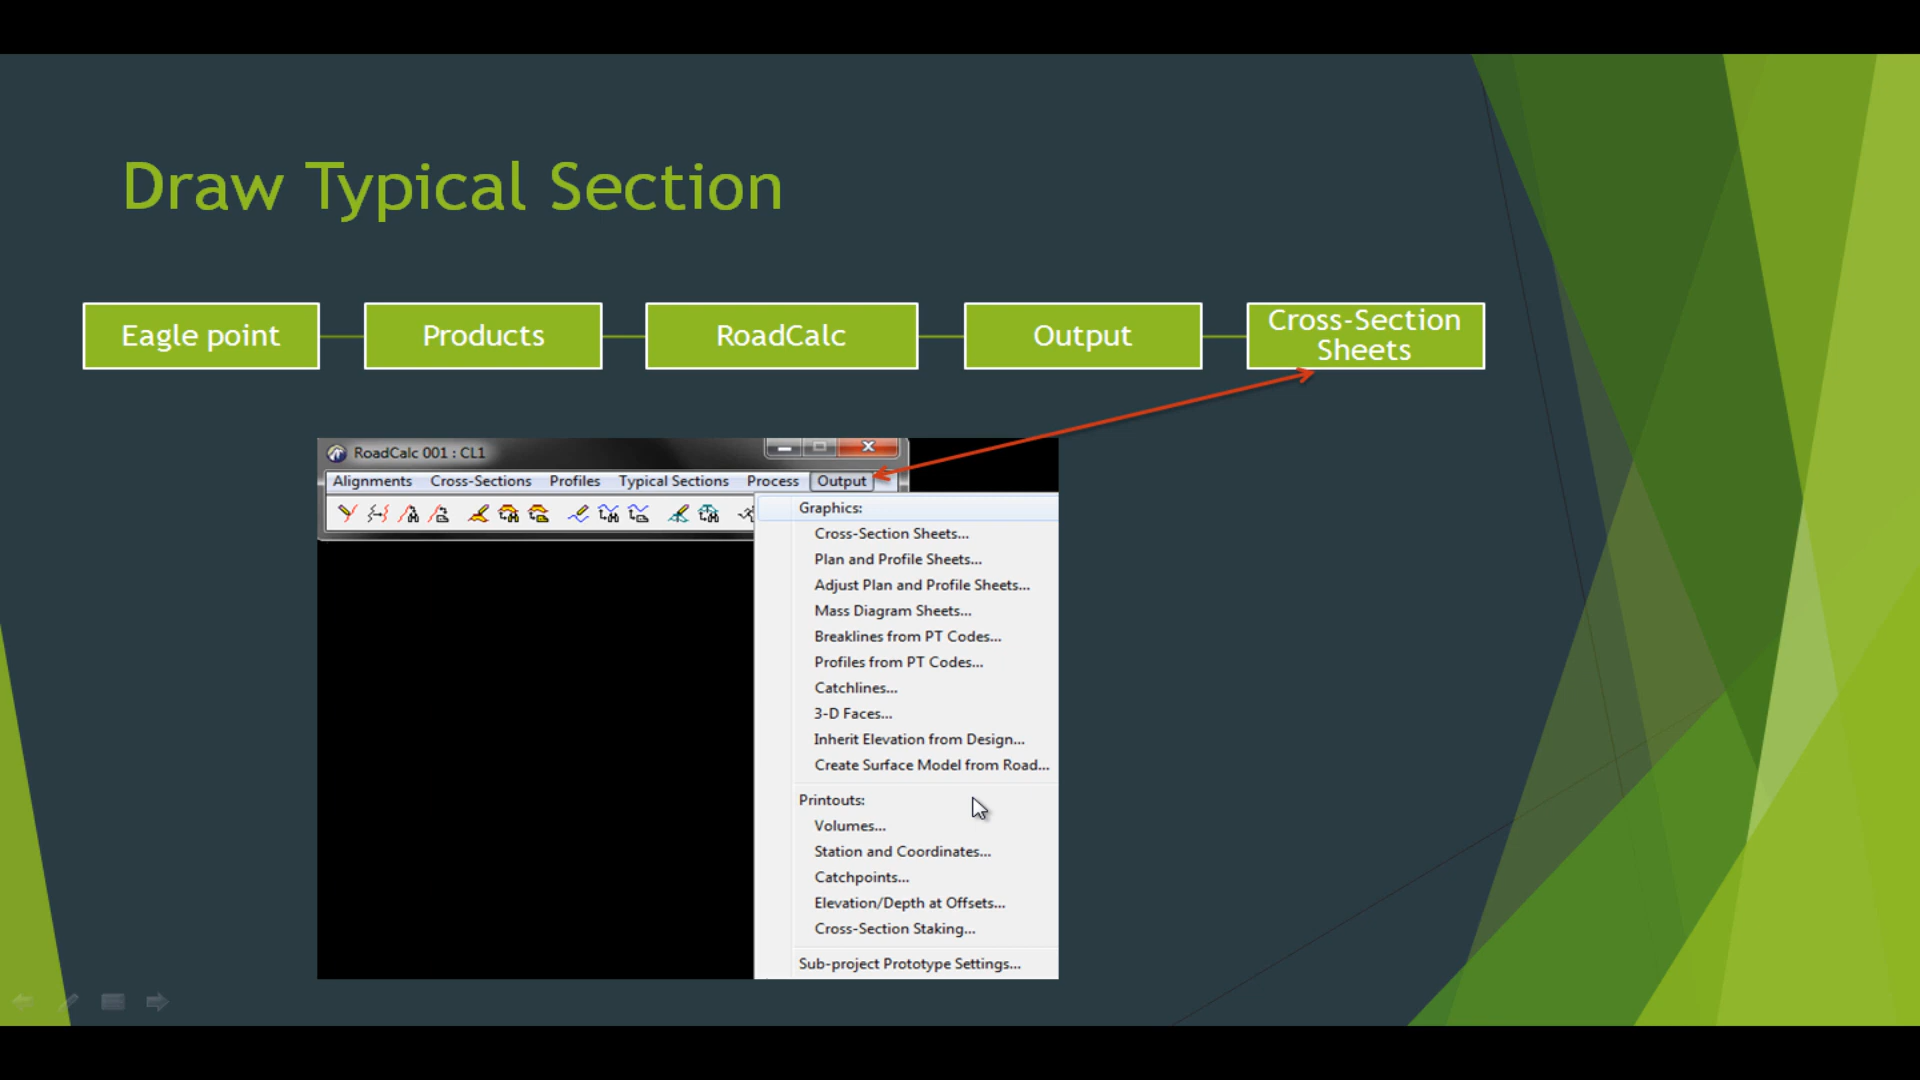 Draw Typical Section
Eagle point
Products
RoadCalc
Output
Cross-Section
Sheets
RoadCalc 001 : CL1
Alignments Cross-Sections Profiles Typical Sections Process Output
Graphics:
Cross-Section Sheets...
Plan and Profile Sheets...
Adjust Plan and Profile Sheets...
Mass Diagram Sheets...
Breaklines from PT Codes...
Profiles from PT Codes...
Catchlines...
3-D Faces...
Inherit Elevation from Design...
Create Surface Model from Road...
Printouts:
Volumes...
Station and Coordinates...
Catchpoints...
Elevation/Depth at Offsets...
Cross-Section Staking...
Sub-project Prototype Settings...